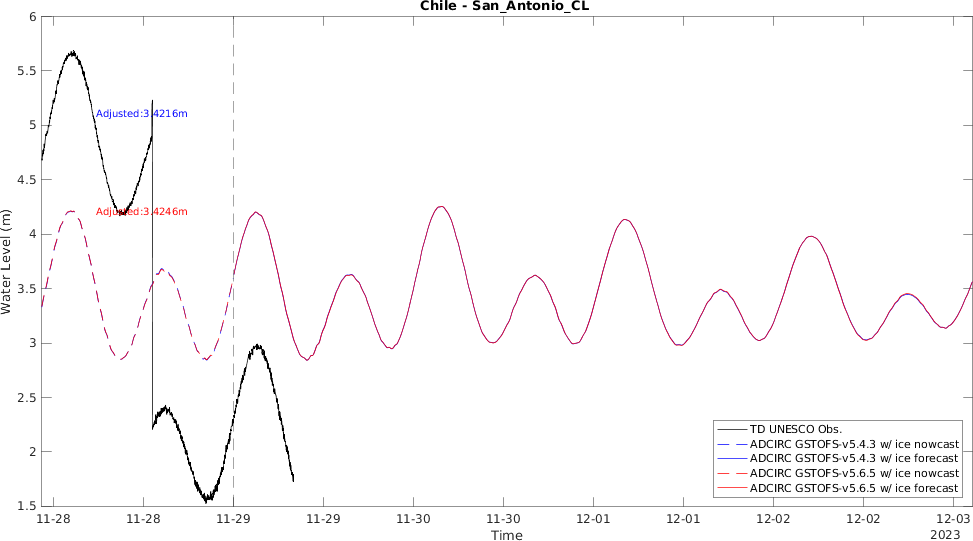 Chile - San_Antonio_CL
Water Level (m)
6
5.5
5
4.5
4
3.5
3
2.5
2
1.5
Adjusted:3.4216m
Adjusted:3.4246m
TD UNESCO Obs.
ADCIRC GSTOFS-v5.4.3 w/ ice nowcast
ADCIRC GSTOFS-v5.4.3 w/ ice forecast
ADCIRC GSTOFS-v5.6.5 w/ ice nowcast
ADCIRC GSTOFS-v5.6.5 w/ ice forecast
11-28 11-28 11-29 11-29 11-30 11-30 12-01 12-01 12-02 12-02 12-03
Time
2023